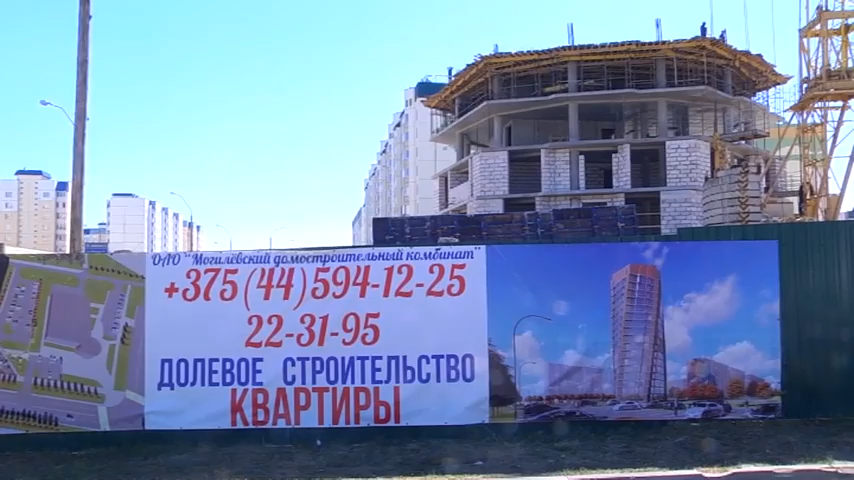 ОАО "Могилёвский домостроительный комбинат"
+375(44)594-12-25
22-31-95
ДОЛЕВОЕ СТРОИТЕЛЬСТВО
КВАРТИРЫ